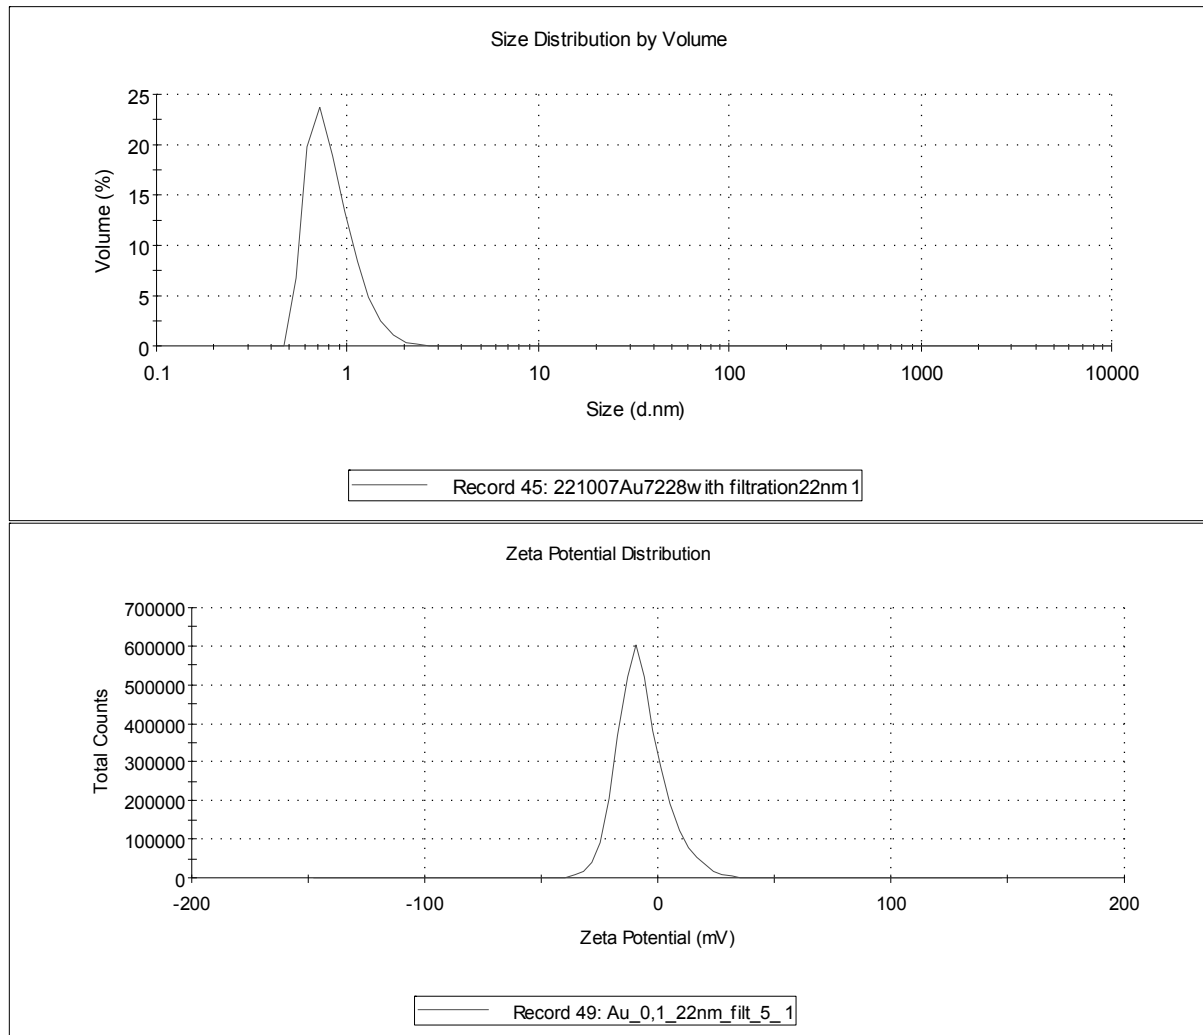 Size Distribution by Volume
25
20
15
10
5
0
Volume (%)
0.1 1 10 100 1000 10000
Size (d.nm)
Record 45: 221007Au7228with filtration22nm 1
Zeta Potential Distribution
700000
600000
500000
400000
300000
200000
100000
0
Total Counts
-200 -100 0 100 200
Zeta Potential (mV)
Record 49: Au_0,1_22nm_filt_5_ 1